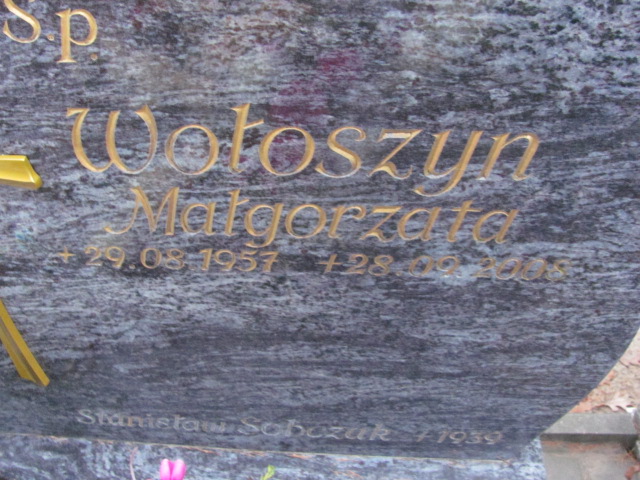 Ś.p.
Wołoszyn
Małgorzata
+29.08.1957 +28.09.2008
Stanisław Sobczak +1939